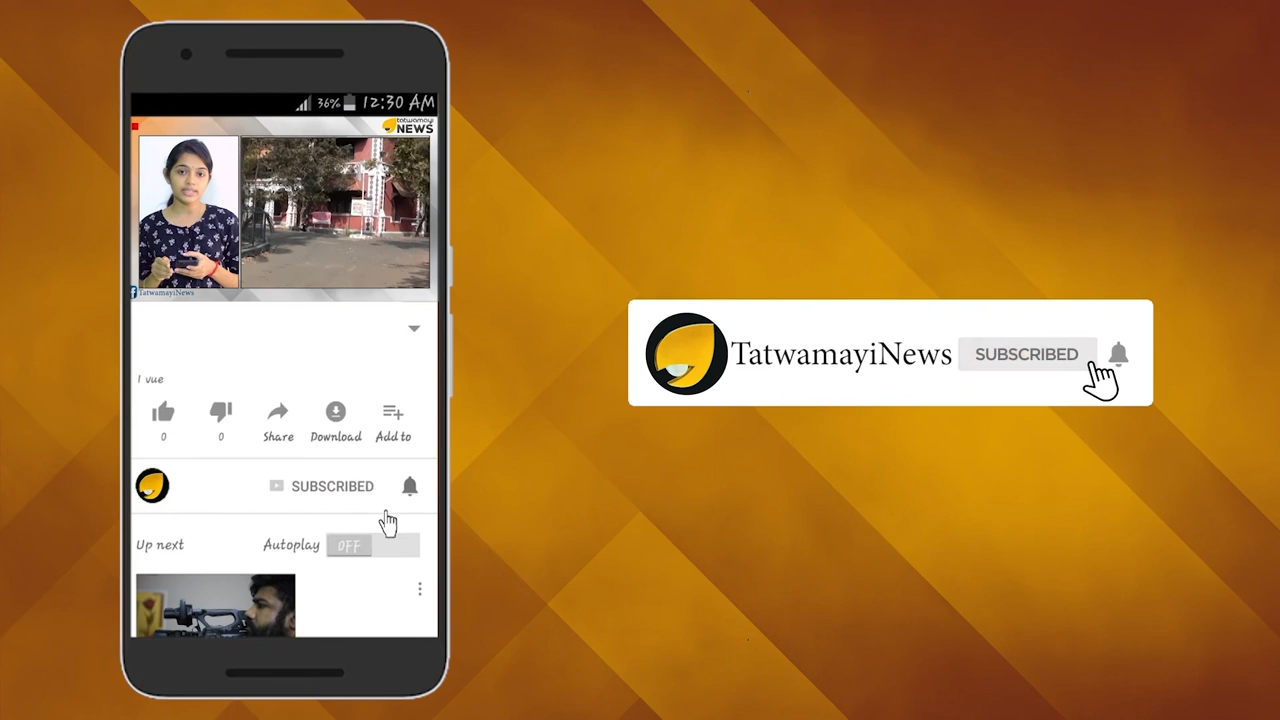 36% 12:30 AM
tatwamayi
NEWS
TatwamayiNews
1 vue
0 0 Share Download Add to
SUBSCRIBED
Up next Autoplay OFF
TatwamayiNews SUBSCRIBED